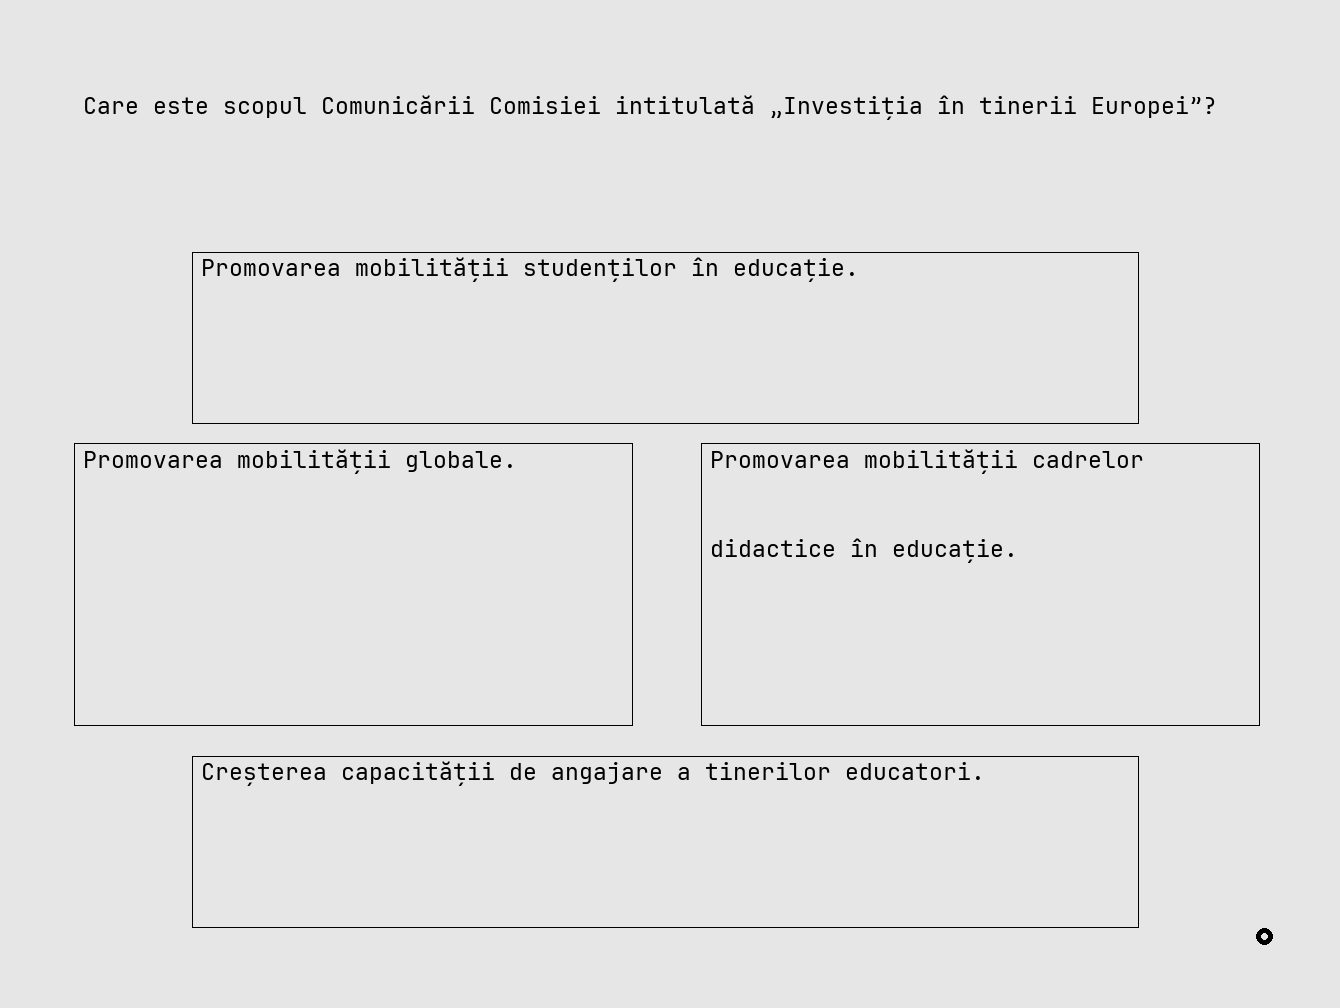 Care este scopul Comunicării Comisiei intitulată „Investiția în tinerii Europei”?
Promovarea mobilității studenților în educație.
Promovarea mobilității globale.
Promovarea mobilității cadrelor
didactice în educație.
Creșterea capacității de angajare a tinerilor educatori.